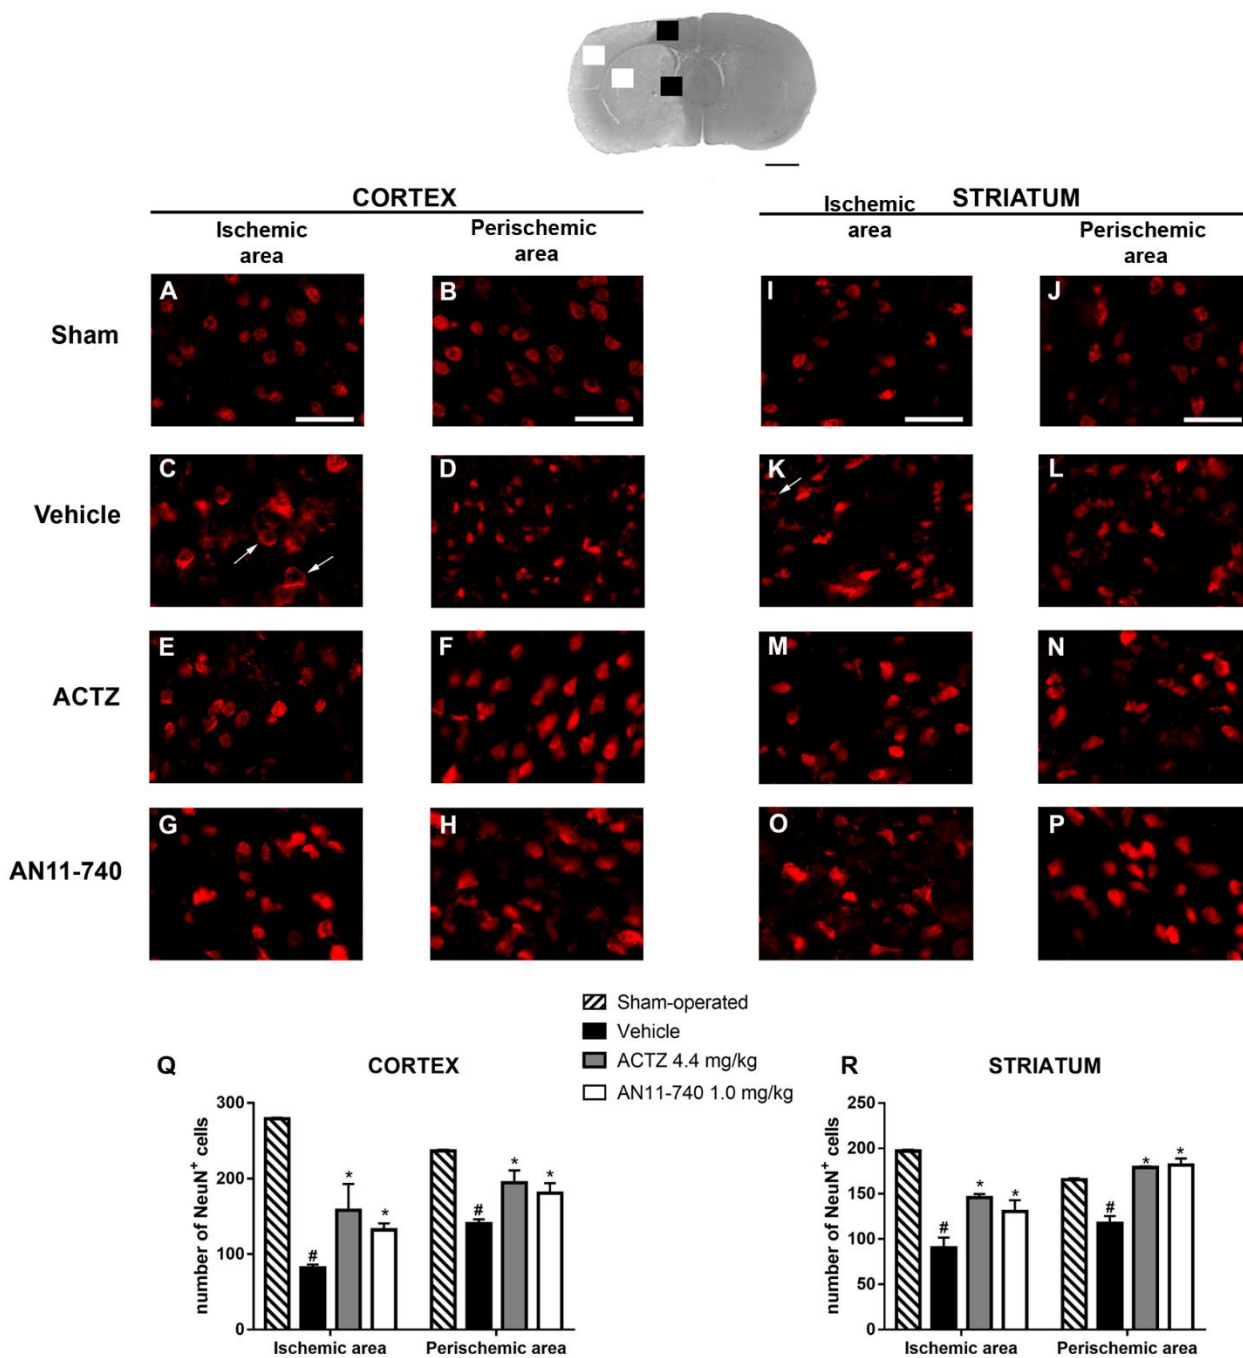 CORTEX
STRIATUM
Ischemic
area
Perischemic
area
Ischemic
area
Perischemic
area
Sham
A
B
I
J
Vehicle
C
D
K
L
ACTZ
E
F
M
N
AN11-740
G
H
O
P
Sham-operated
Vehicle
ACTZ 4.4 mg/kg
AN11-740 1.0 mg/kg
Q
CORTEX
number of NeuN+ cells
300
200
100
0
#
*
*
#
*
*
Ischemic area
Perischemic area
R
STRIATUM
number of NeuN+ cells
250
200
150
100
50
0
#
*
*
#
*
*
Ischemic area
Perischemic area